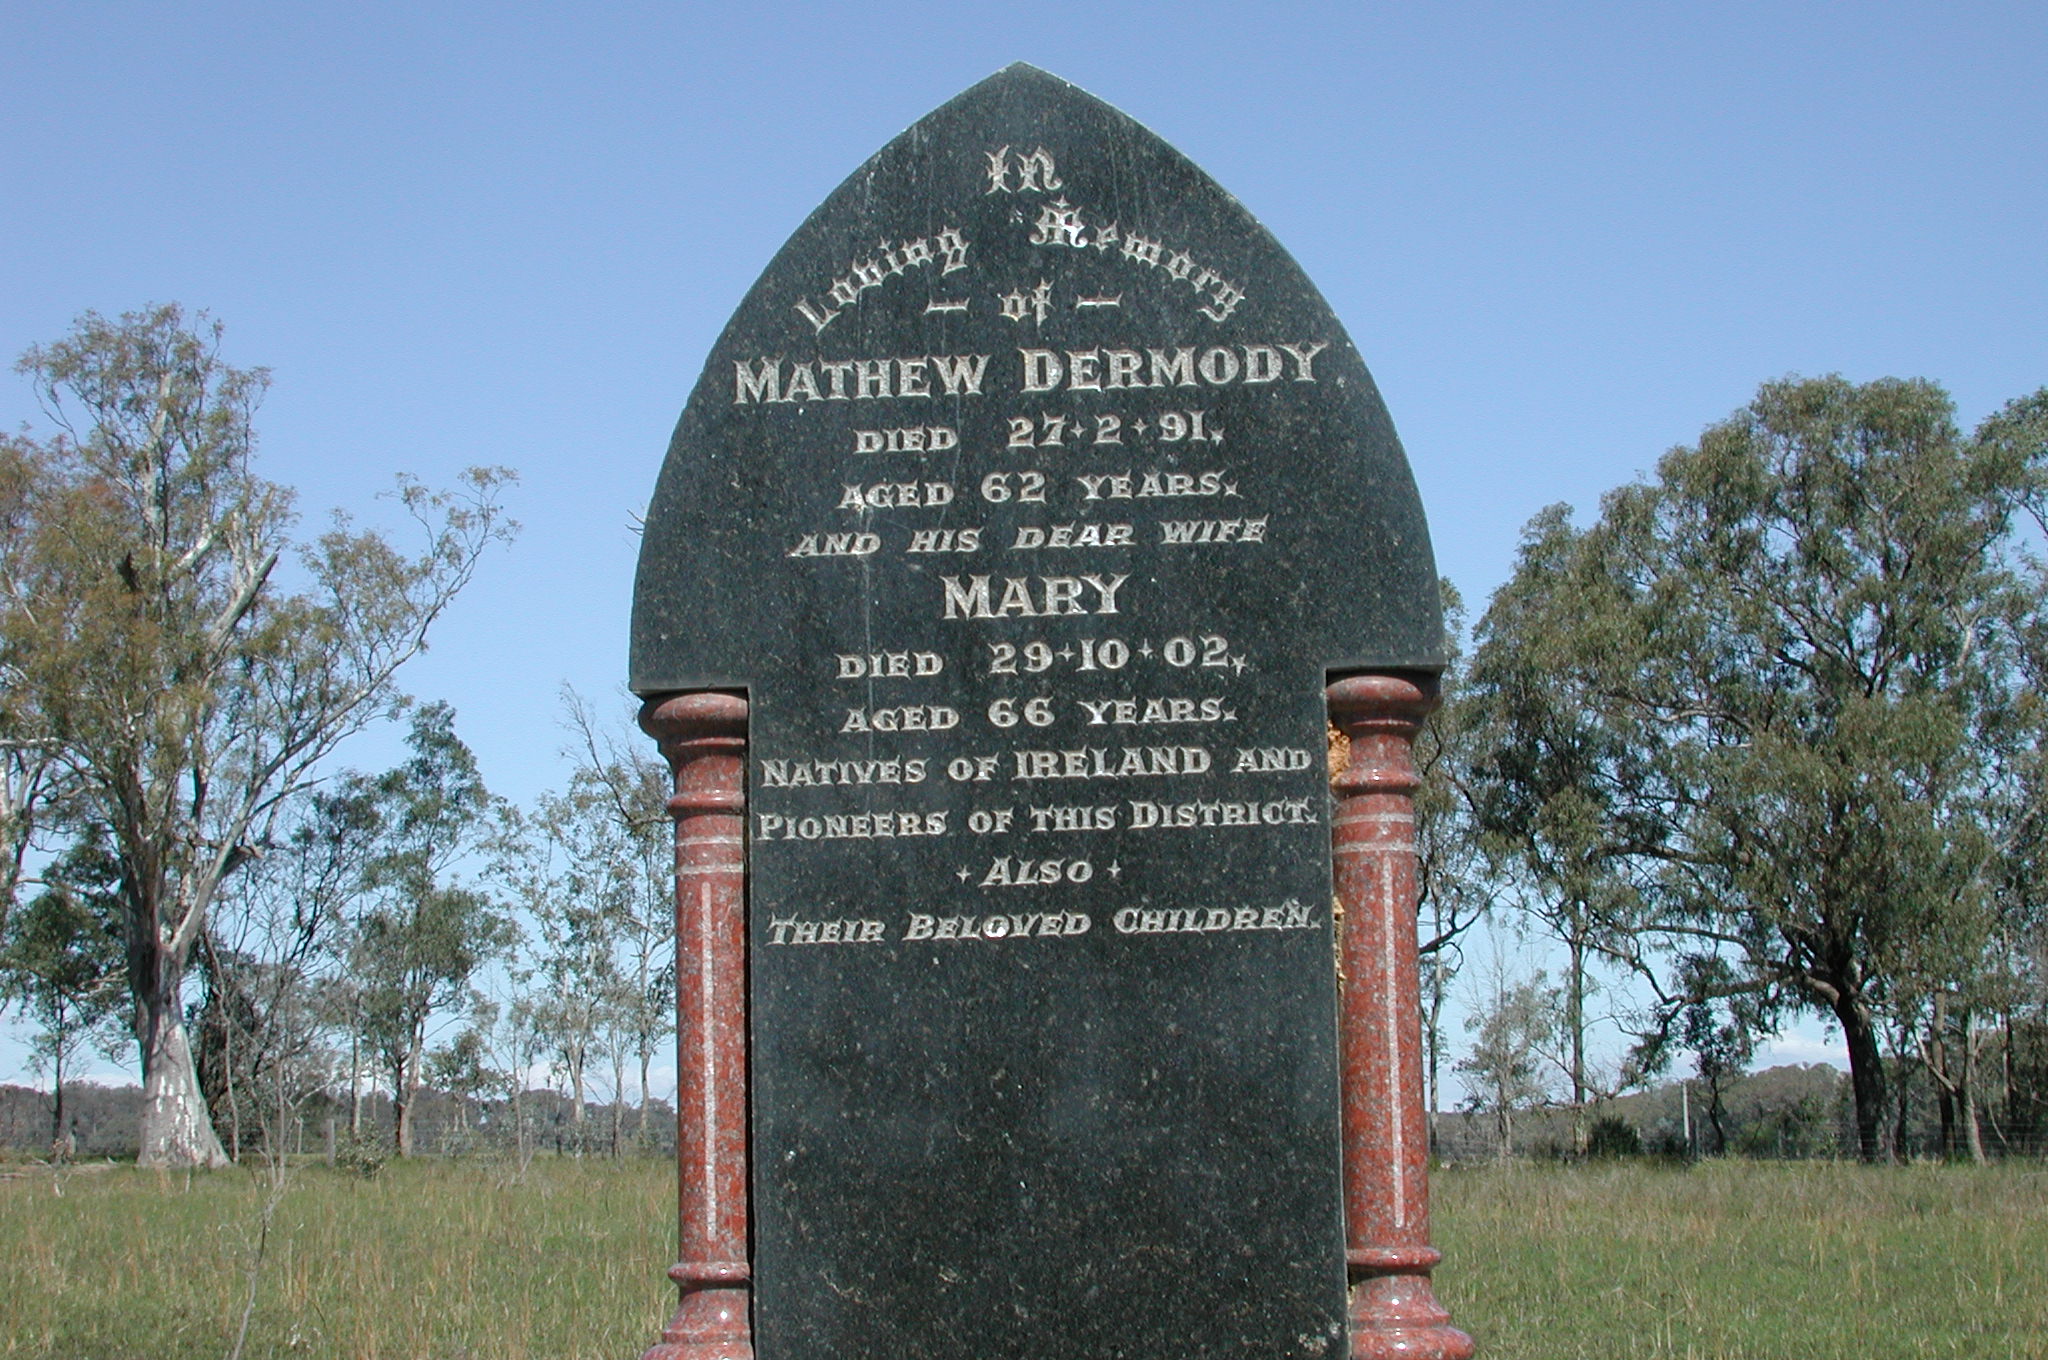 In
Loving Memory
- of -
MATHEW DERMODY
DIED 27·2·91.
AGED 62 YEARS.
AND HIS DEAR WIFE
MARY
DIED 29·10·02.
AGED 66 YEARS.
NATIVES OF IRELAND AND
PIONEERS OF THIS DISTRICT.
· ALSO ·
THEIR BELOVED CHILDREN.